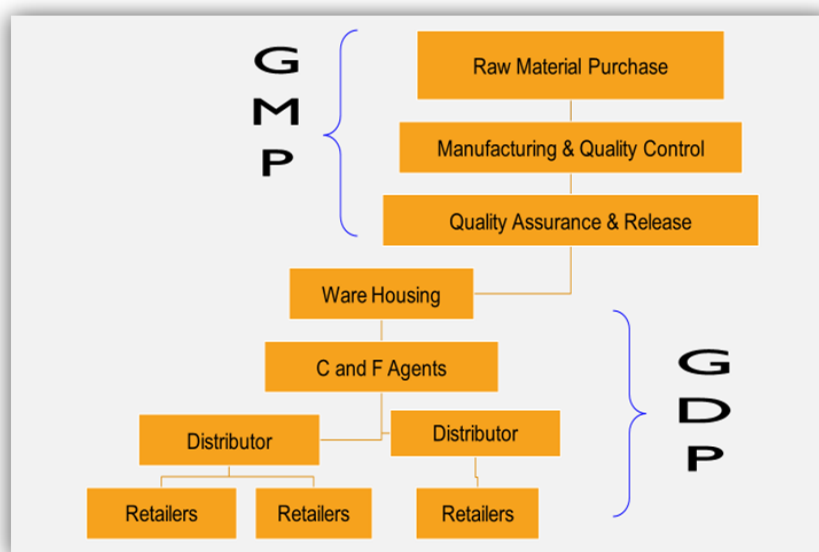 G
M
P
Raw Material Purchase
Manufacturing & Quality Control
Quality Assurance & Release
Ware Housing
C and F Agents
G
D
P
Distributor
Distributor
Retailers
Retailers
Retailers